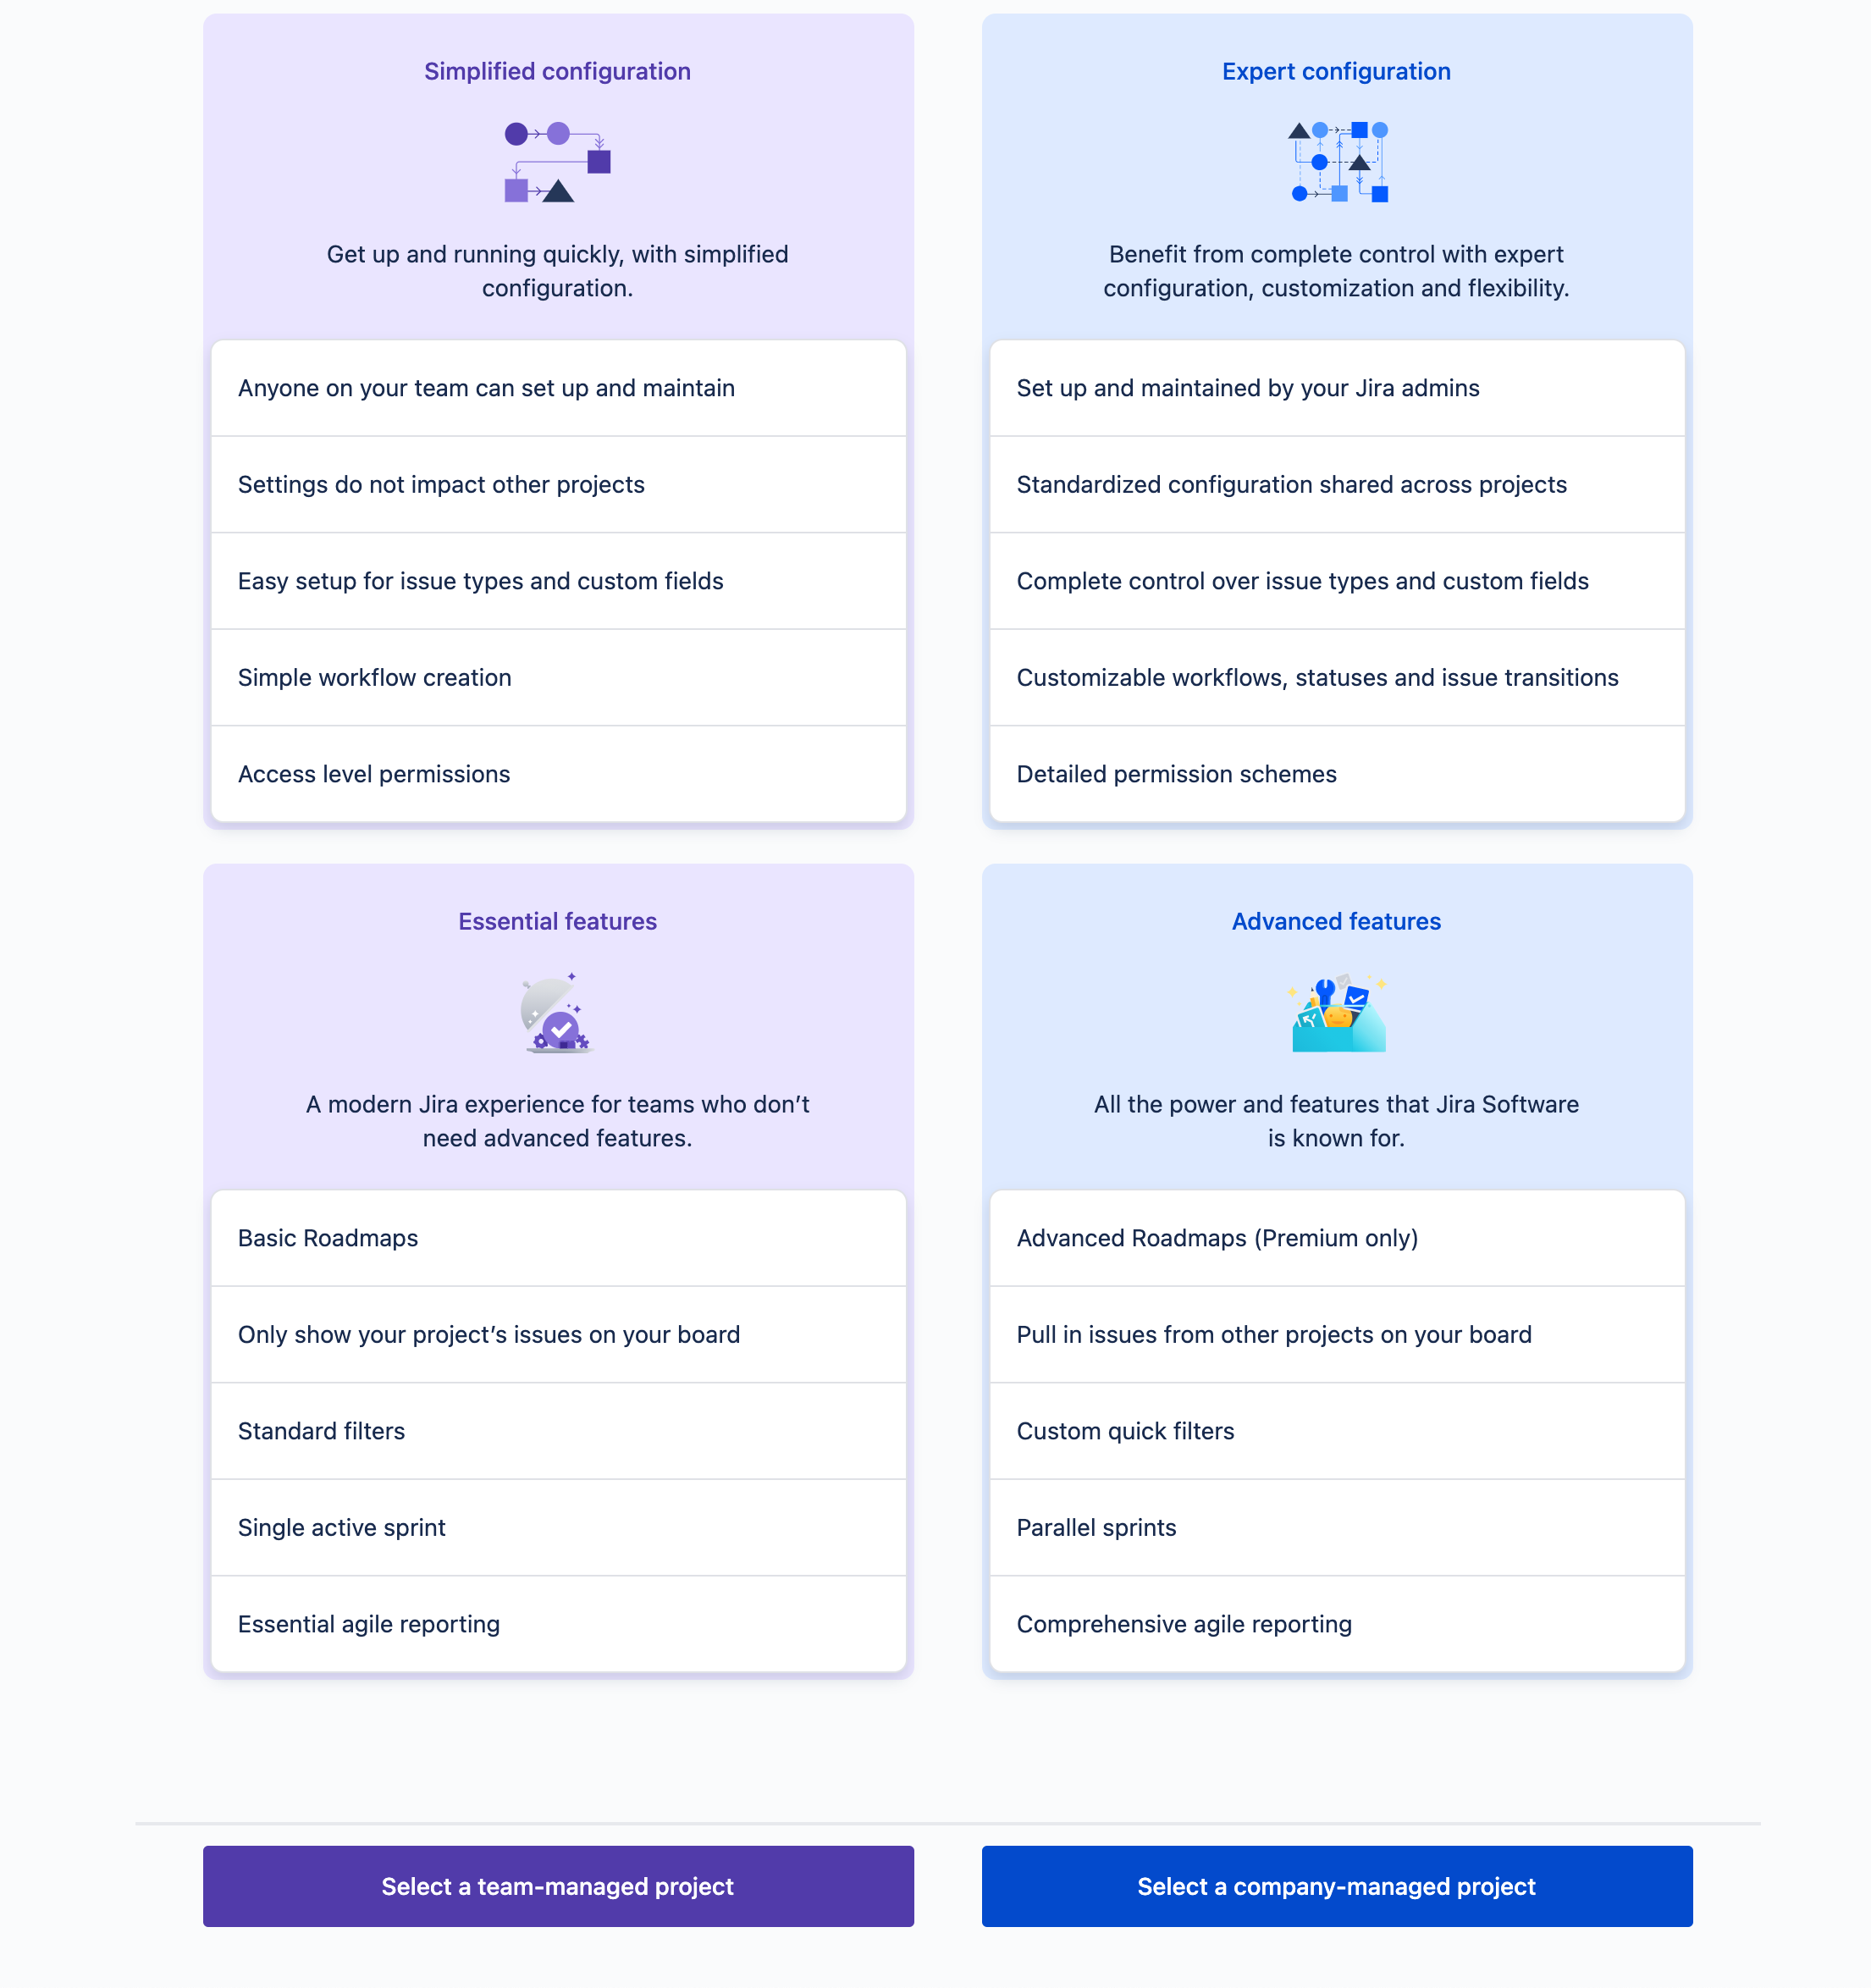 Simplified configuration
Get up and running quickly, with simplified
configuration.
Anyone on your team can set up and maintain
Settings do not impact other projects
Easy setup for issue types and custom fields
Simple workflow creation
Access level permissions
Expert configuration
Benefit from complete control with expert
configuration, customization and flexibility.
Set up and maintained by your Jira admins
Standardized configuration shared across projects
Complete control over issue types and custom fields
Customizable workflows, statuses and issue transitions
Detailed permission schemes
Essential features
A modern Jira experience for teams who don’t
need advanced features.
Basic Roadmaps
Only show your project’s issues on your board
Standard filters
Single active sprint
Essential agile reporting
Advanced features
All the power and features that Jira Software
is known for.
Advanced Roadmaps (Premium only)
Pull in issues from other projects on your board
Custom quick filters
Parallel sprints
Comprehensive agile reporting
Select a team-managed project
Select a company-managed project